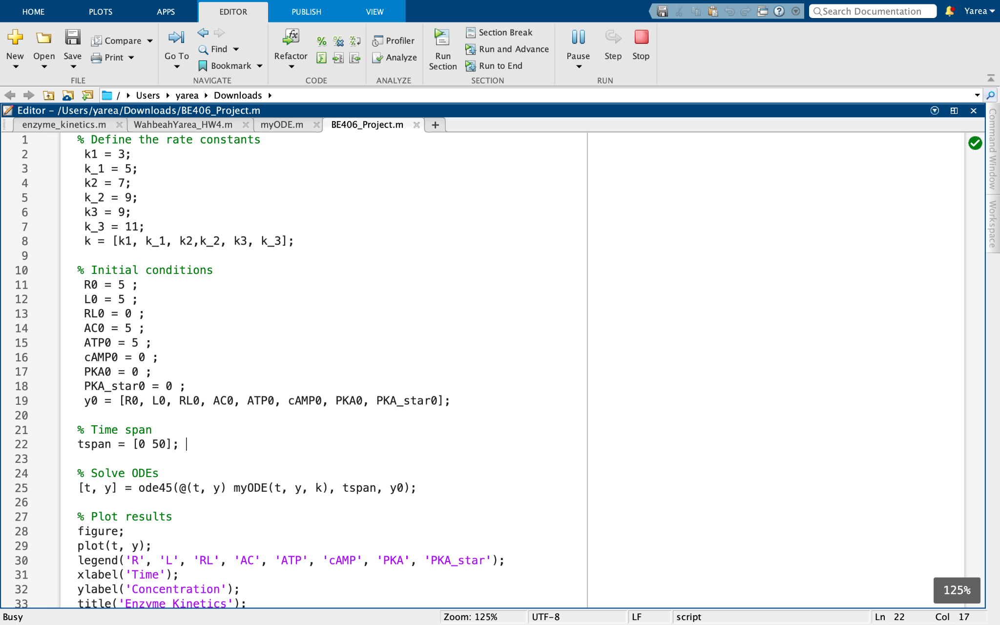 HOME PLOTS APPS EDITOR PUBLISH VIEW Search Documentation Yarea
New Open Save Compare Print FILE
Go To Find Bookmark NAVIGATE
Refactor CODE
Profiler Analyze ANALYZE
Run Section Section Break Run and Advance Run to End SECTION
Pause Step Stop RUN
/ Users yarea Downloads
Editor – /Users/yarea/Downloads/BE406_Project.m
enzyme_kinetics.m WahbeahYarea_HW4.m myODE.m BE406_Project.m +
1 % Define the rate constants
2 k1 = 3;
3 k_1 = 5;
4 k2 = 7;
5 k_2 = 9;
6 k3 = 9;
7 k_3 = 11;
8 k = [k1, k_1, k2,k_2, k3, k_3];
9
10 % Initial conditions
11 R0 = 5 ;
12 L0 = 5 ;
13 RL0 = 0 ;
14 AC0 = 5 ;
15 ATP0 = 5 ;
16 cAMP0 = 0 ;
17 PKA0 = 0 ;
18 PKA_star0 = 0 ;
19 y0 = [R0, L0, RL0, AC0, ATP0, cAMP0, PKA0, PKA_star0];
20
21 % Time span
22 tspan = [0 50];
23
24 % Solve ODEs
25 [t, y] = ode45(@(t, y) myODE(t, y, k), tspan, y0);
26
27 % Plot results
28 figure;
29 plot(t, y);
30 legend('R', 'L', 'RL', 'AC', 'ATP', 'cAMP', 'PKA', 'PKA_star');
31 xlabel('Time');
32 ylabel('Concentration');
33 title('Enzyme Kinetics');
Command Window
Workspace
125%
Busy Zoom: 125% UTF-8 LF script Ln 22 Col 17